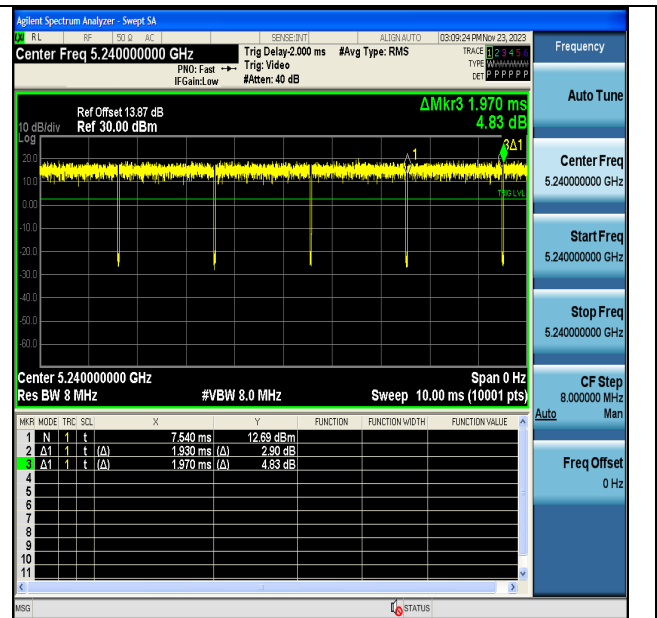 Agilent Spectrum Analyzer - Swept SA
RL RF 50 Ω AC SENSE:INT ALIGN AUTO 03:09:24 PM Nov 23, 2023
Center Freq 5.240000000 GHz
PNO: Fast
IFGain:Low
Trig Delay-2.000 ms
Trig: Video
#Atten: 40 dB
#Avg Type: RMS
TRACE 1 2 3 4 5 6
TYPE W
DET P P P P P P
Ref Offset 13.87 dB
10 dB/div Ref 30.00 dBm
Log
ΔMkr3 1.970 ms
4.83 dB
3Δ1
1
20.0
10.0
0.00
TRIG LVL
-10.0
-20.0
-30.0
-40.0
-50.0
-60.0
Center 5.240000000 GHz Span 0 Hz
Res BW 8 MHz #VBW 8.0 MHz Sweep 10.00 ms (10001 pts)
MKR MODE TRC SCL X Y FUNCTION FUNCTION WIDTH FUNCTION VALUE
1 N 1 t 7.540 ms 12.69 dBm
2 Δ1 1 t (Δ) 1.930 ms (Δ) 2.90 dB
3 Δ1 1 t (Δ) 1.970 ms (Δ) 4.83 dB
4
5
6
7
8
9
10
11
MSG STATUS
Frequency
Auto Tune
Center Freq
5.240000000 GHz
Start Freq
5.240000000 GHz
Stop Freq
5.240000000 GHz
CF Step
8.000000 MHz
Auto Man
Freq Offset
0 Hz